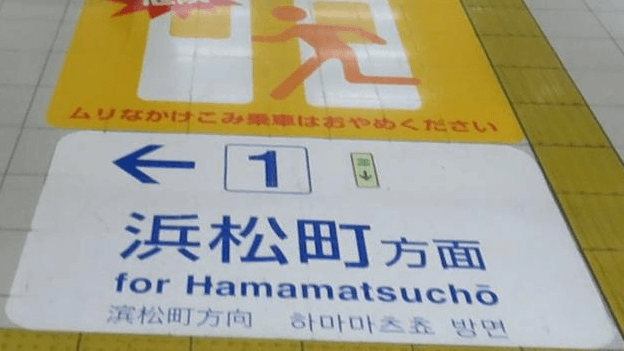 ムリなかけこみ乗車はおやめください
← 1
浜松町方面
for Hamamatsuchō
滨松町方向 하마마츠쵸 방면